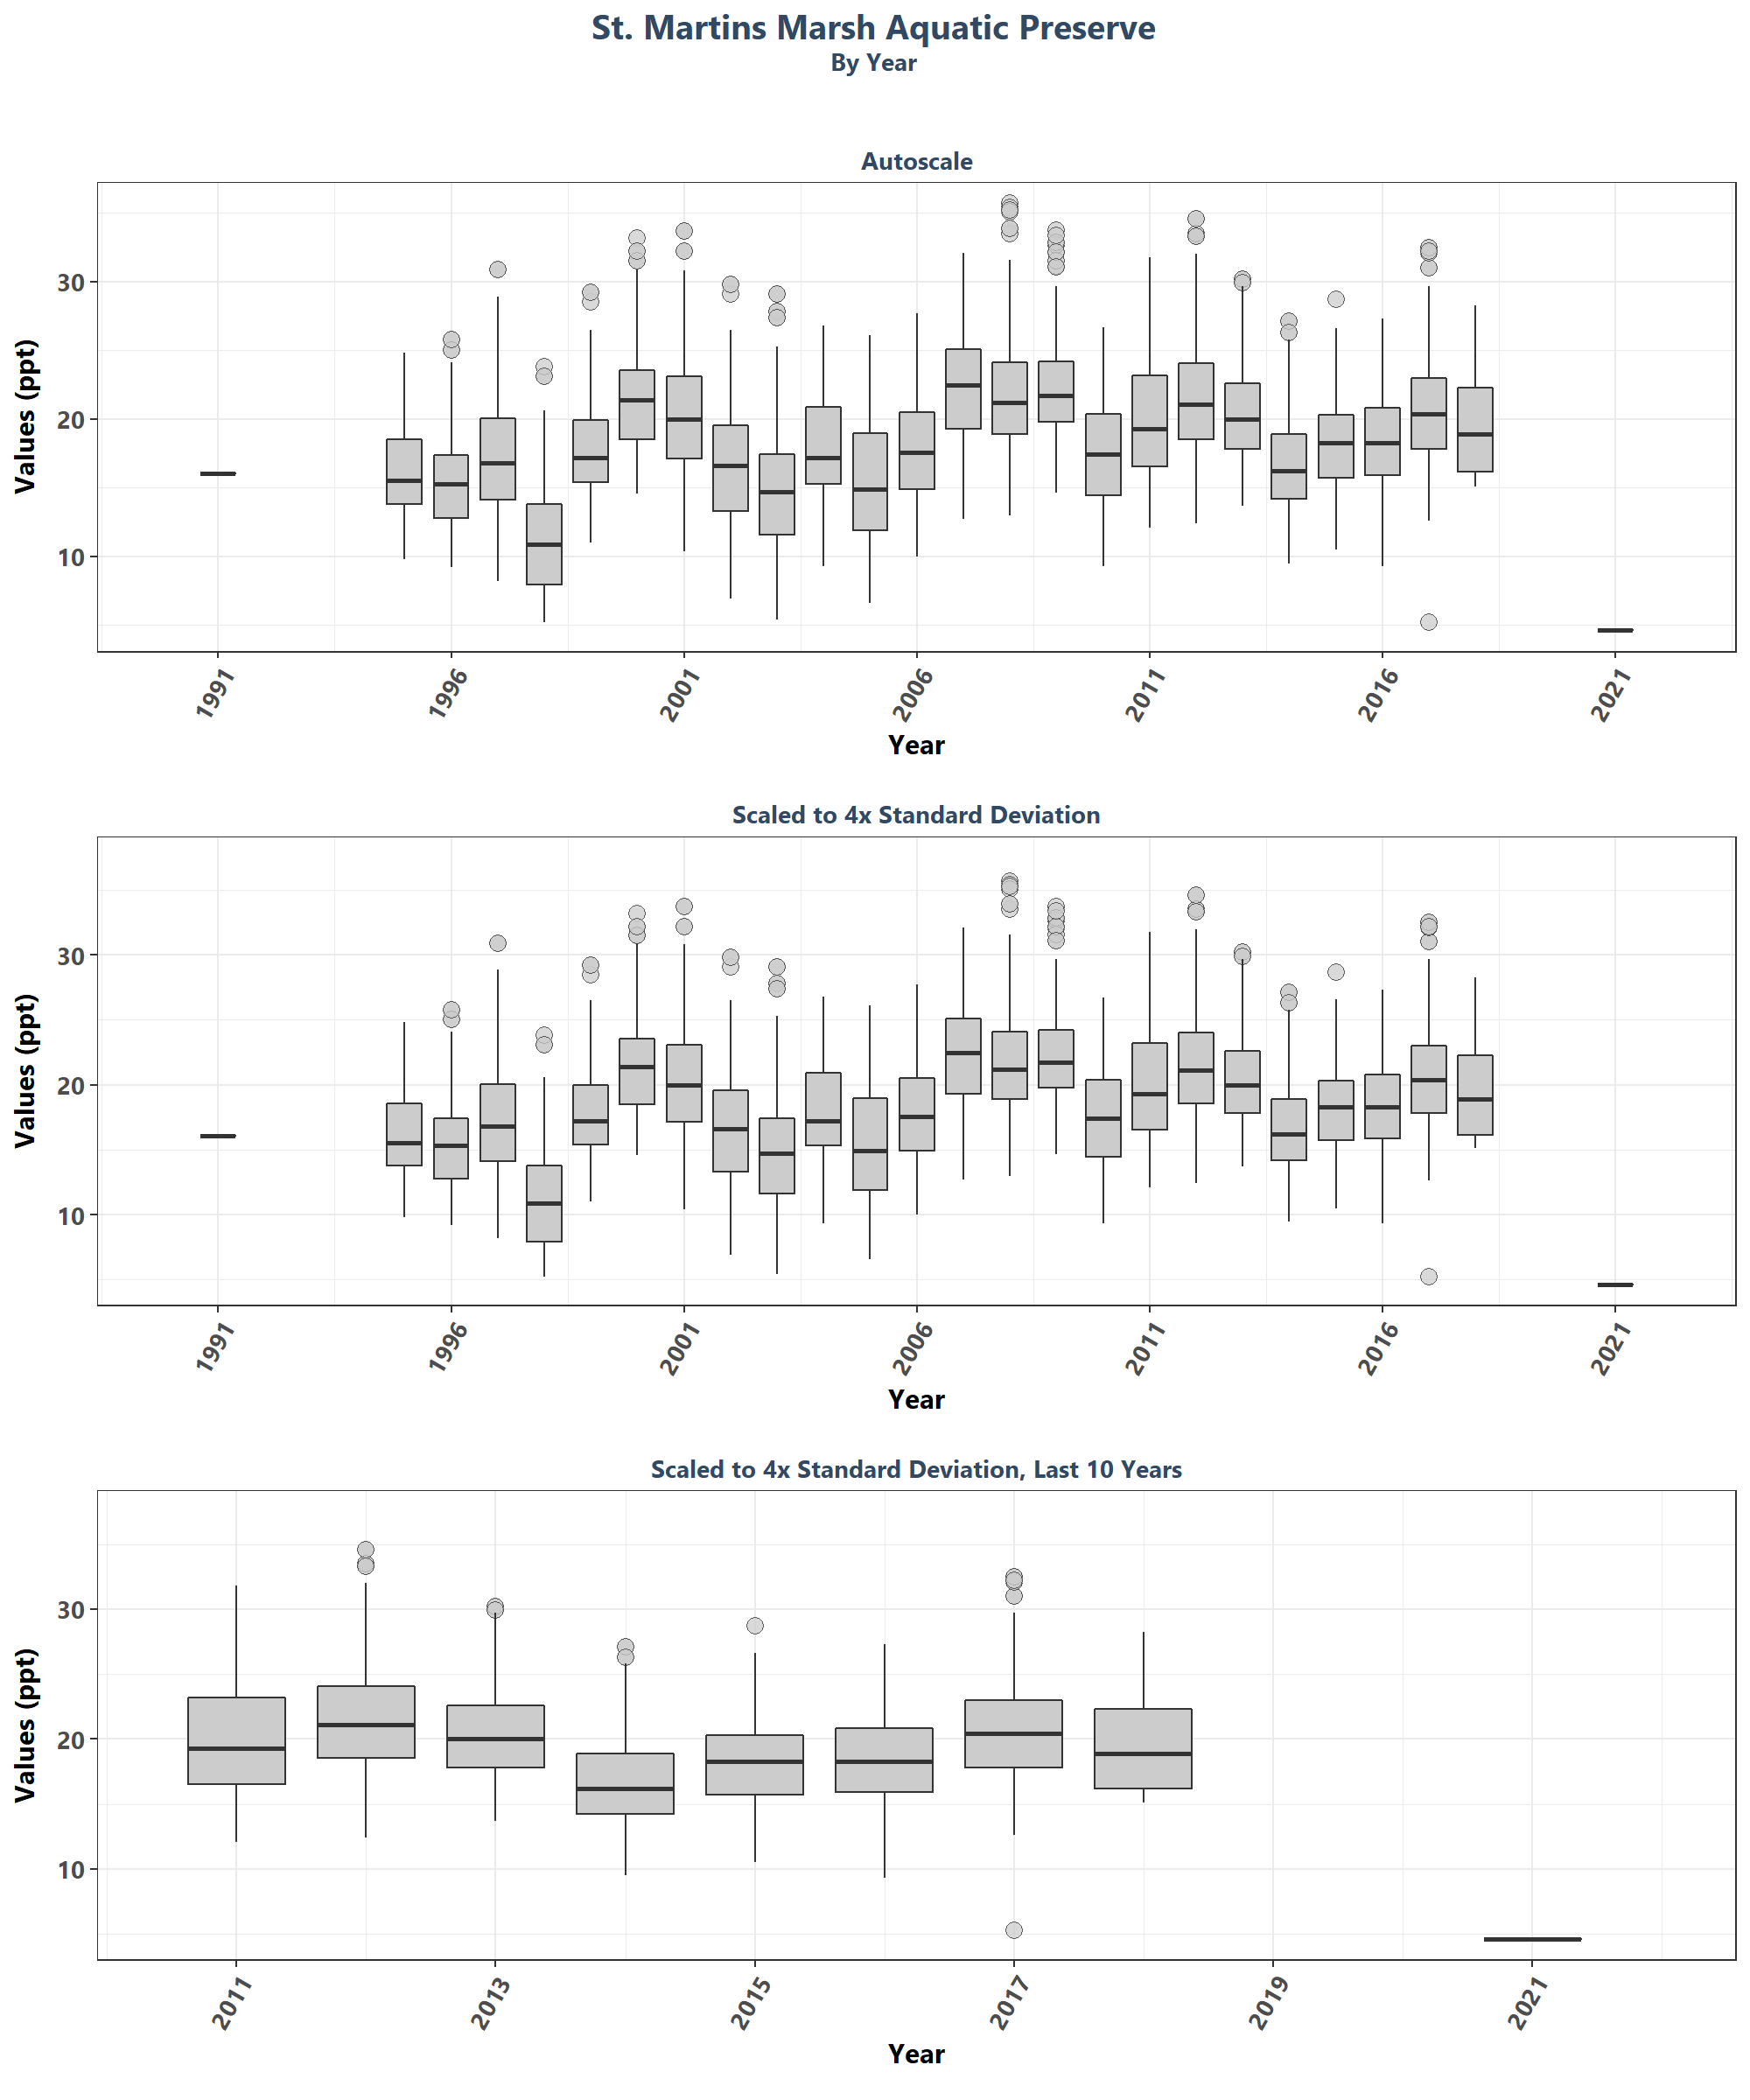 St. Martins Marsh Aquatic Preserve
By Year
Autoscale
Values (ppt)
30
20
10
1991
1996
2001
2006
2011
2016
2021
Year
Scaled to 4x Standard Deviation
Values (ppt)
30
20
10
1991
1996
2001
2006
2011
2016
2021
Year
Scaled to 4x Standard Deviation, Last 10 Years
Values (ppt)
30
20
10
2011
2013
2015
2017
2019
2021
Year